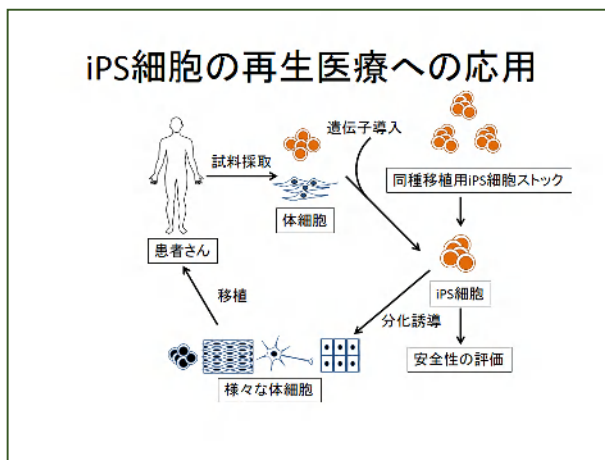 iPS細胞の再生医療への応用
遺伝子導入
試料採取
同種移植用iPS細胞ストック
体細胞
患者さん
iPS細胞
移植
分化誘導
安全性の評価
様々な体細胞